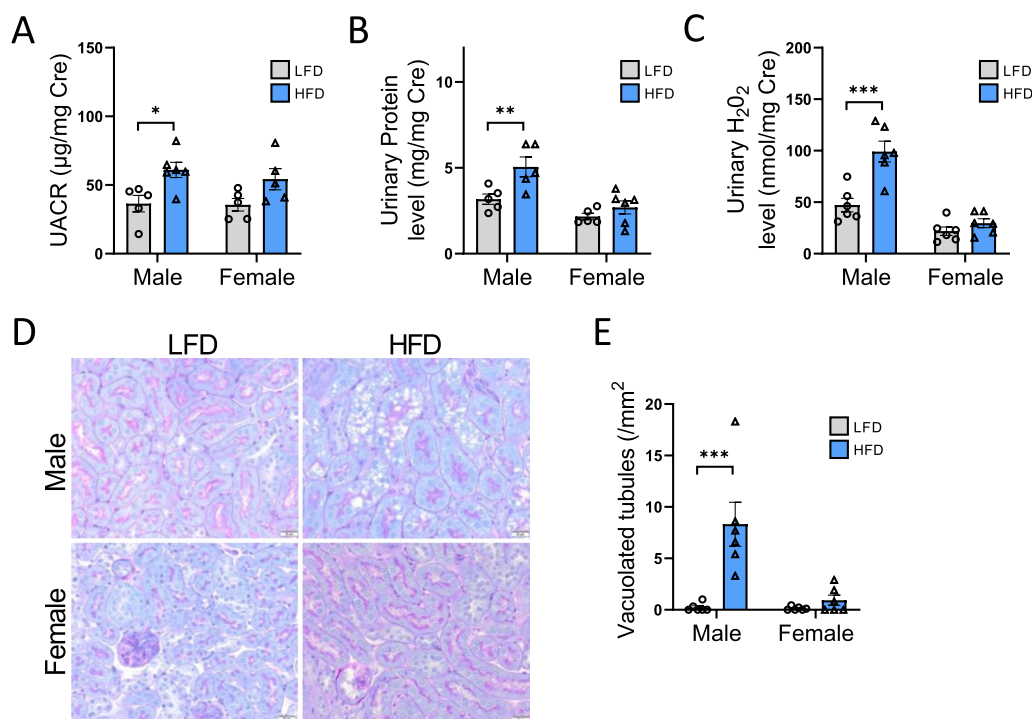 A
UACR (µg/mg Cre)
150
100
50
0
LFD
HFD
*
Male
Female
B
Urinary Protein
level (mg/mg Cre)
10
5
0
LFD
HFD
**
Male
Female
C
Urinary H₂0₂
level (nmol/mg Cre)
200
150
100
50
0
LFD
HFD
***
Male
Female
D
LFD
HFD
Male
Female
E
Vacuolated tubules (/mm²
20
15
10
5
0
LFD
HFD
***
Male
Female